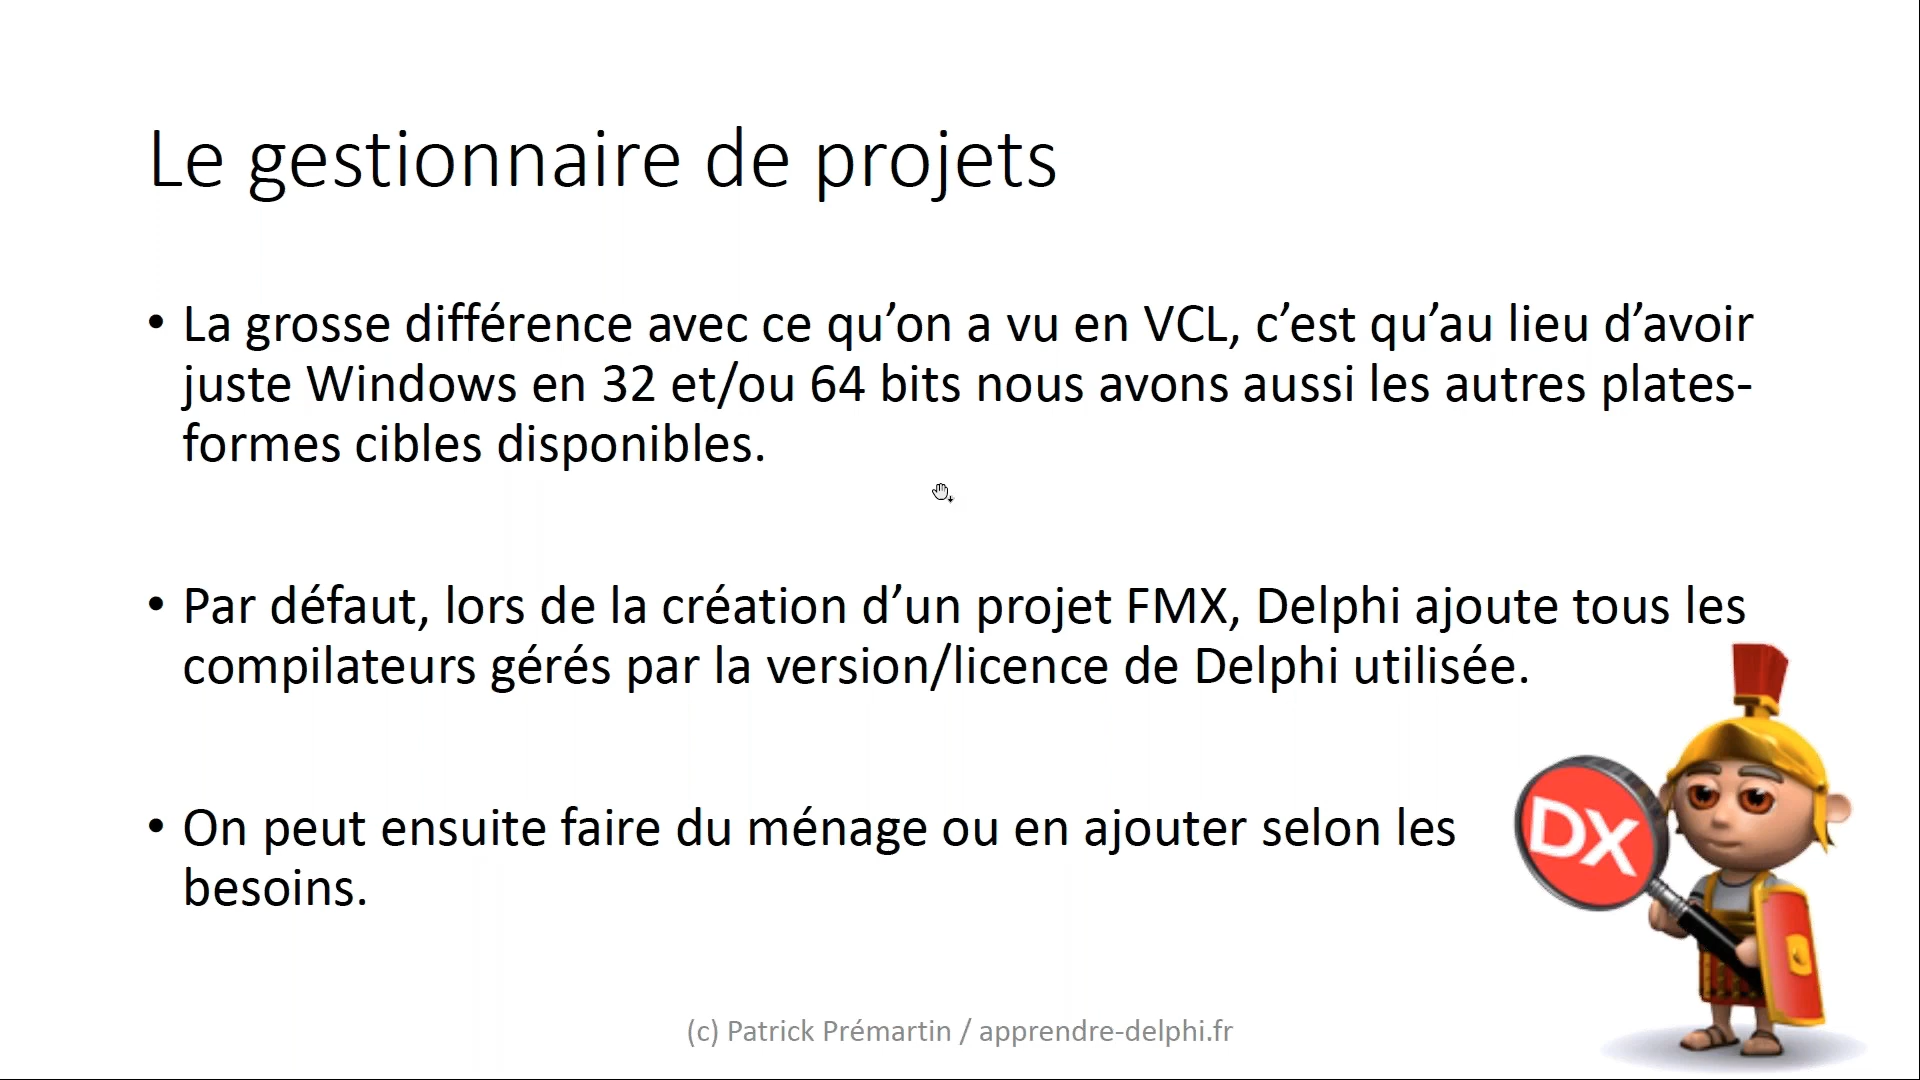 Le gestionnaire de projets
• La grosse différence avec ce qu’on a vu en VCL, c’est qu’au lieu d’avoir
juste Windows en 32 et/ou 64 bits nous avons aussi les autres plates-
formes cibles disponibles.
• Par défaut, lors de la création d’un projet FMX, Delphi ajoute tous les
compilateurs gérés par la version/licence de Delphi utilisée.
• On peut ensuite faire du ménage ou en ajouter selon les
besoins.
DX
(c) Patrick Prémartin / apprendre-delphi.fr